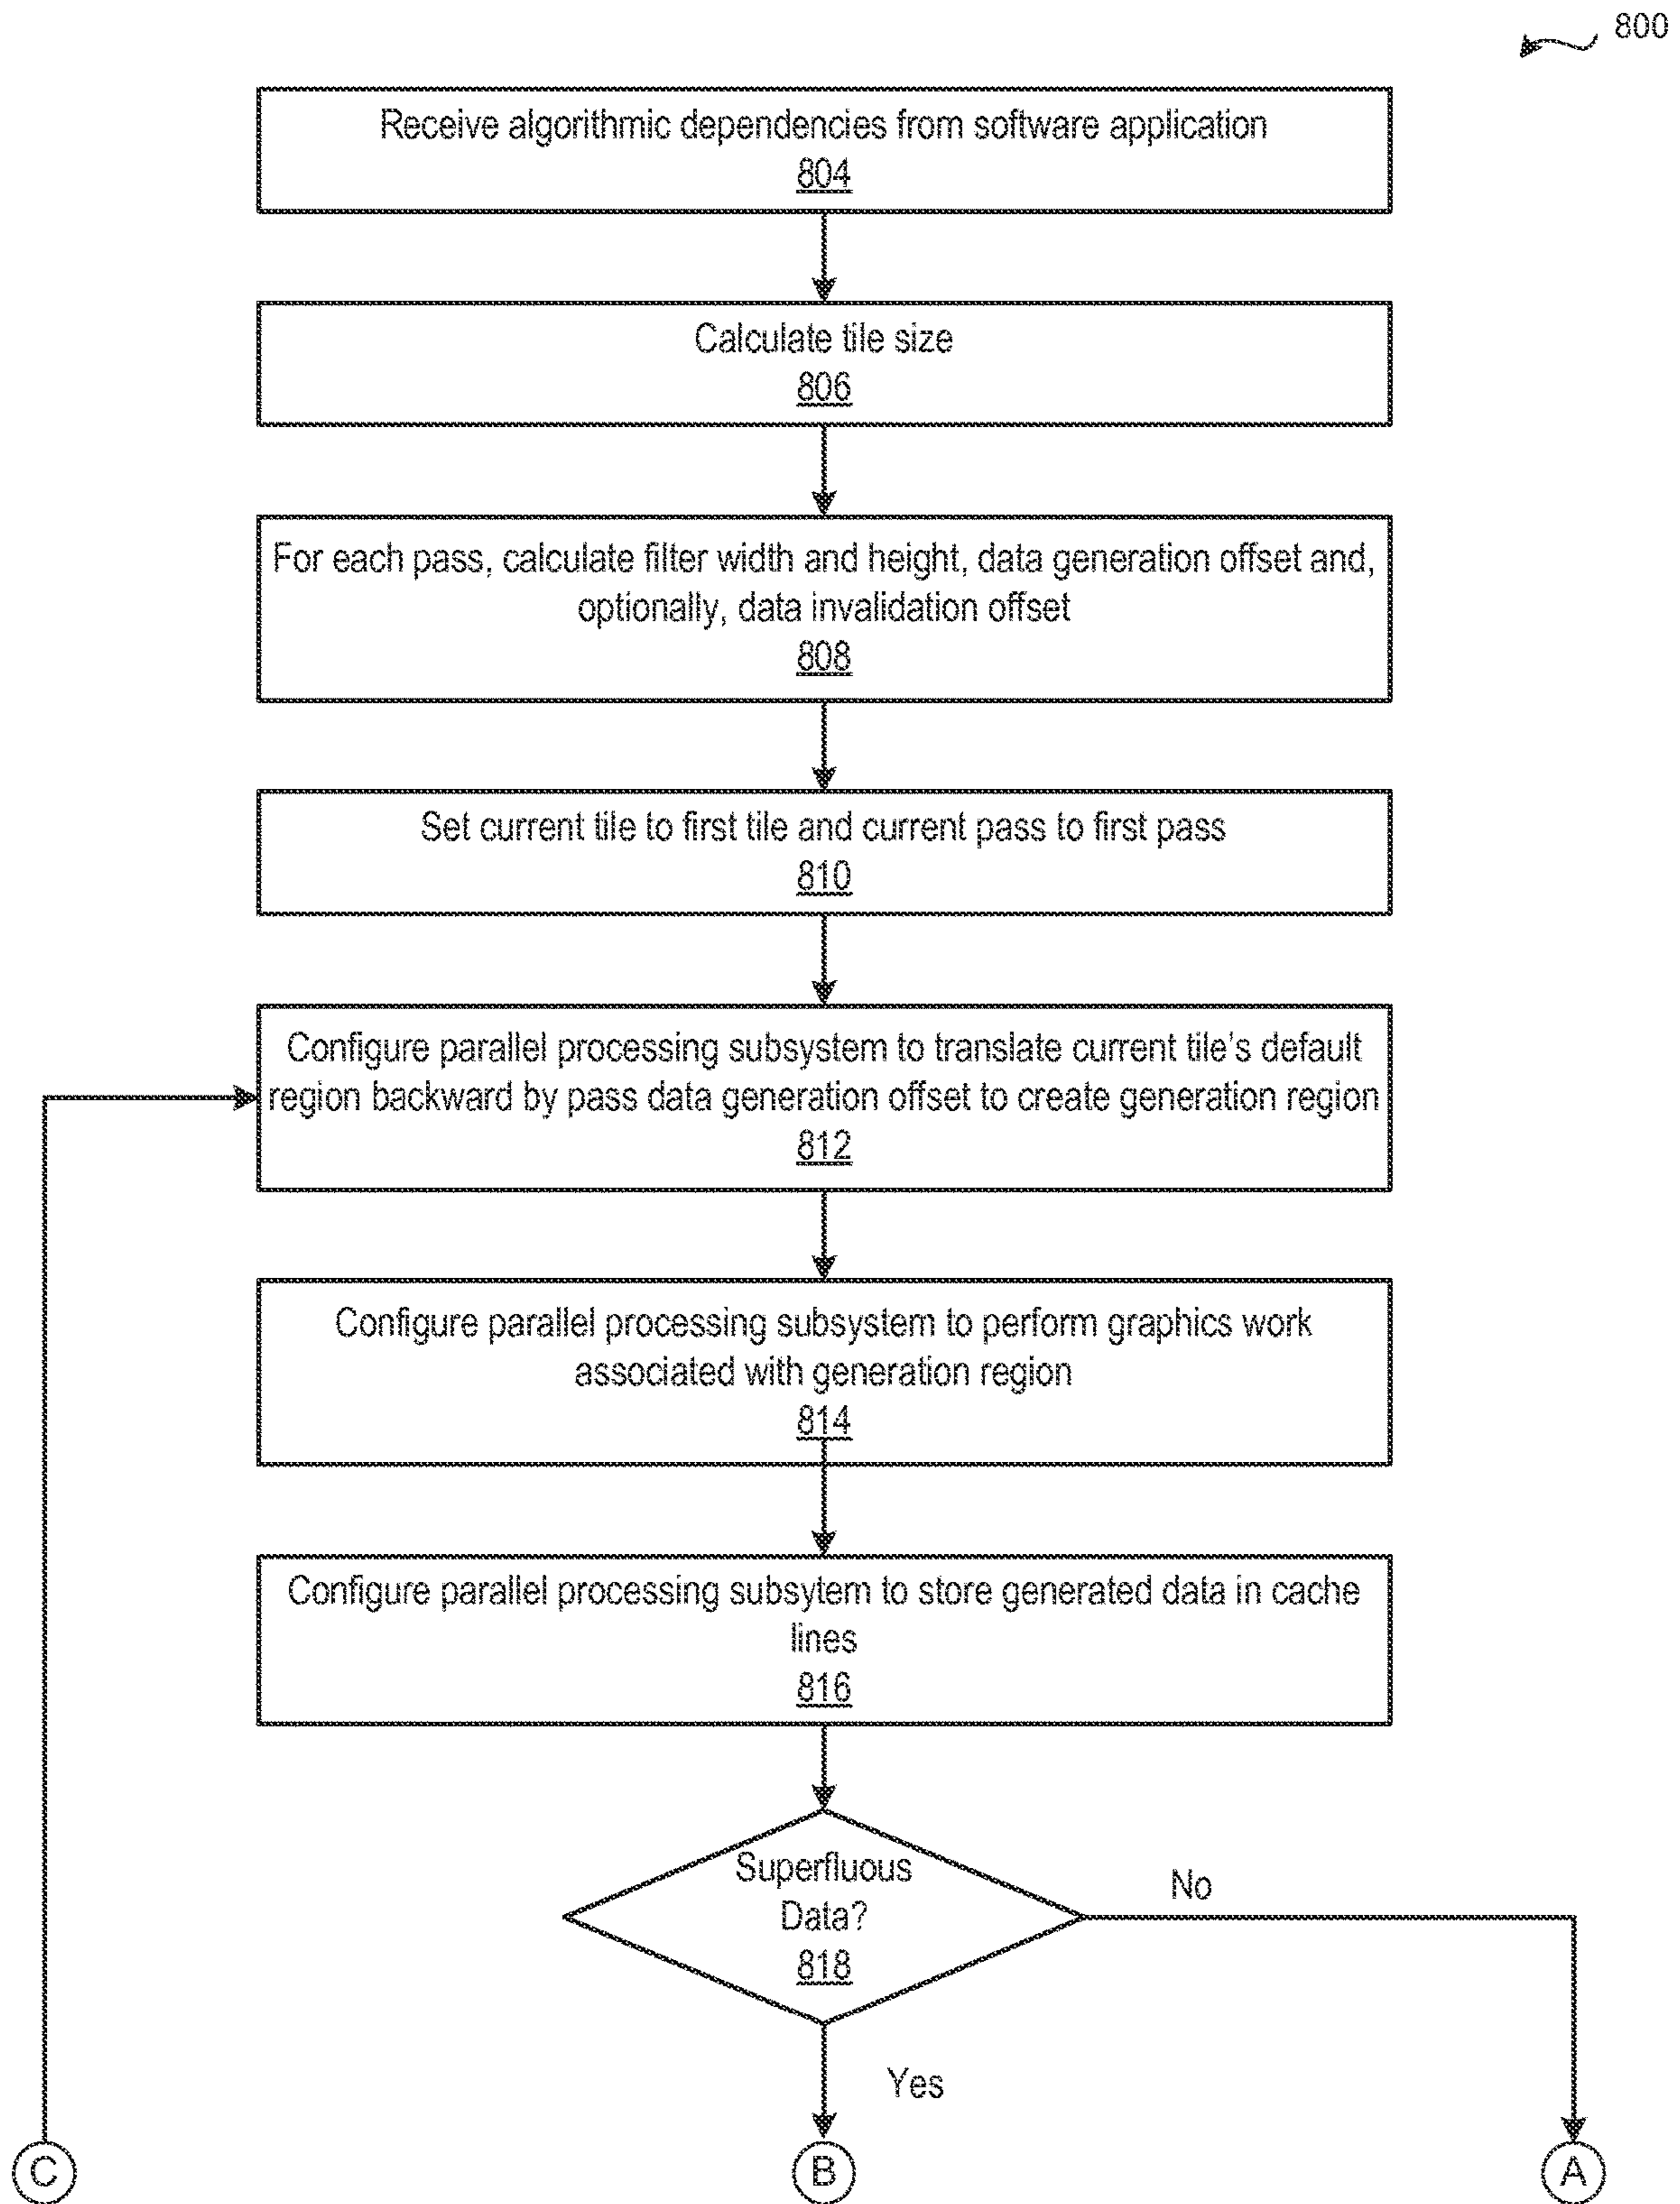 800
Receive algorithmic dependencies from software application
804
Calculate tile size
806
For each pass, calculate filter width and height, data generation offset and,
optionally, data invalidation offset
808
Set current tile to first tile and current pass to first pass
810
Configure parallel processing subsystem to translate current tile's default
region backward by pass data generation offset to create generation region
812
Configure parallel processing subsystem to perform graphics work
associated with generation region
814
Configure parallel processing subsytem to store generated data in cache
lines
816
Superfluous
Data?
818
No
Yes
C
B
A